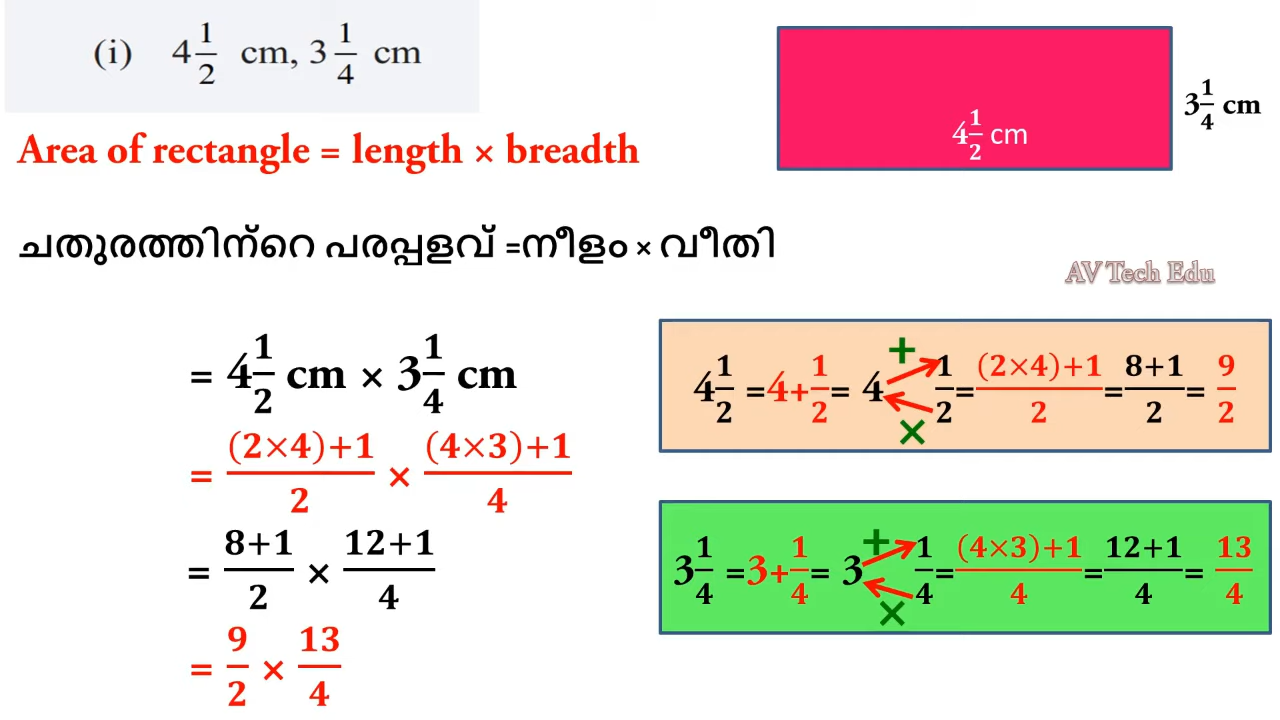 (i) 4 1/2 cm, 3 1/4 cm
4 1/2 cm
3 1/4 cm
Area of rectangle = length × breadth
ചതുരത്തിന്റെ പരപ്പളവ് =നീളം × വീതി
AV Tech Edu
= 4 1/2 cm × 3 1/4 cm
= (2×4)+1/2 × (4×3)+1/4
= 8+1/2 × 12+1/4
= 9/2 × 13/4
4 1/2 =4+1/2= 4 + × 1/2=(2×4)+1/2=8+1/2= 9/2
3 1/4 =3+1/4= 3 + × 1/4=(4×3)+1/4=12+1/4= 13/4